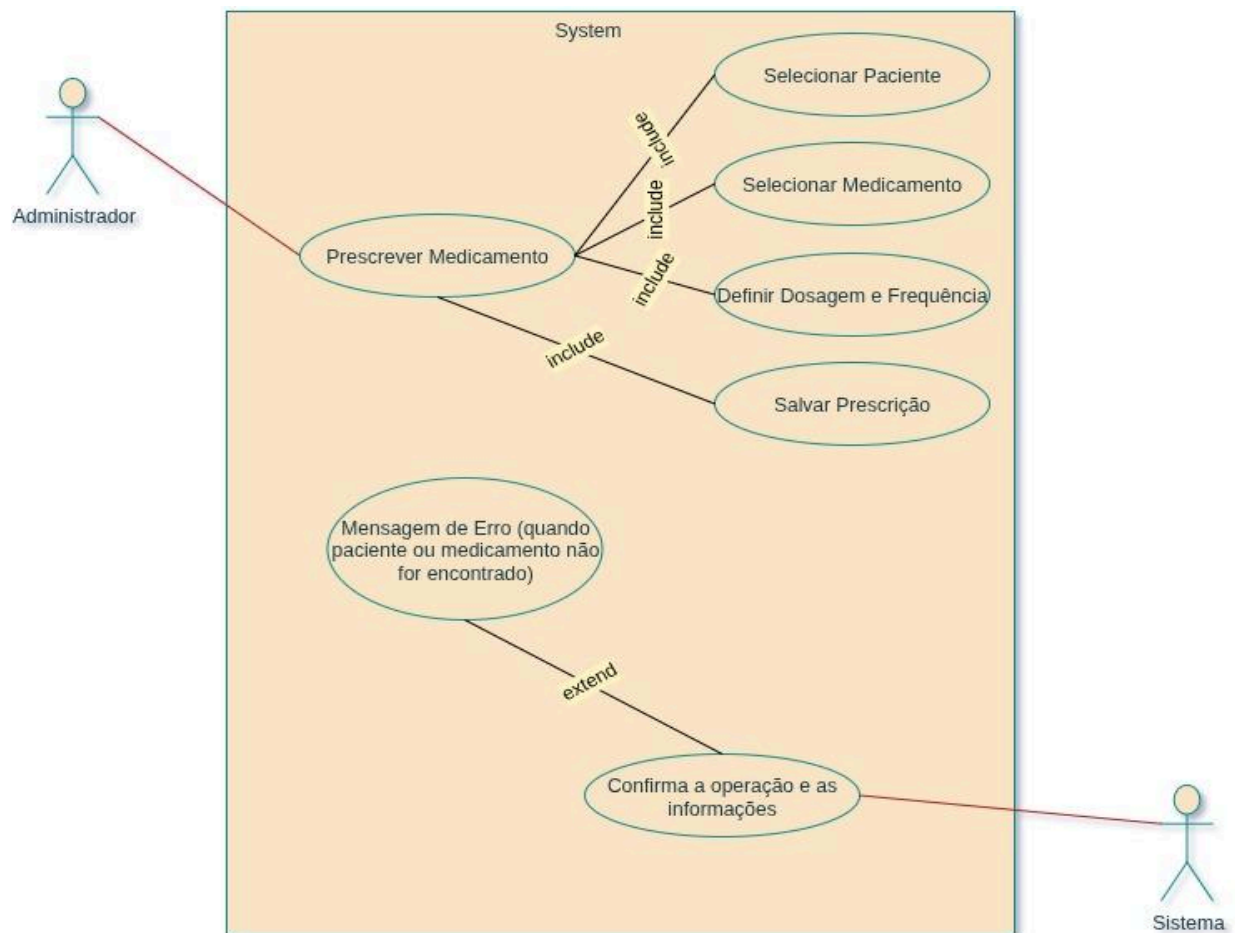 System
Selecionar Paciente
Administrador
include
Selecionar Medicamento
include
Prescrever Medicamento
include
Definir Dosagem e Frequência
include
Salvar Prescrição
Mensagem de Erro (quando
paciente ou medicamento não
for encontrado)
extend
Confirma a operação e as
informações
Sistema